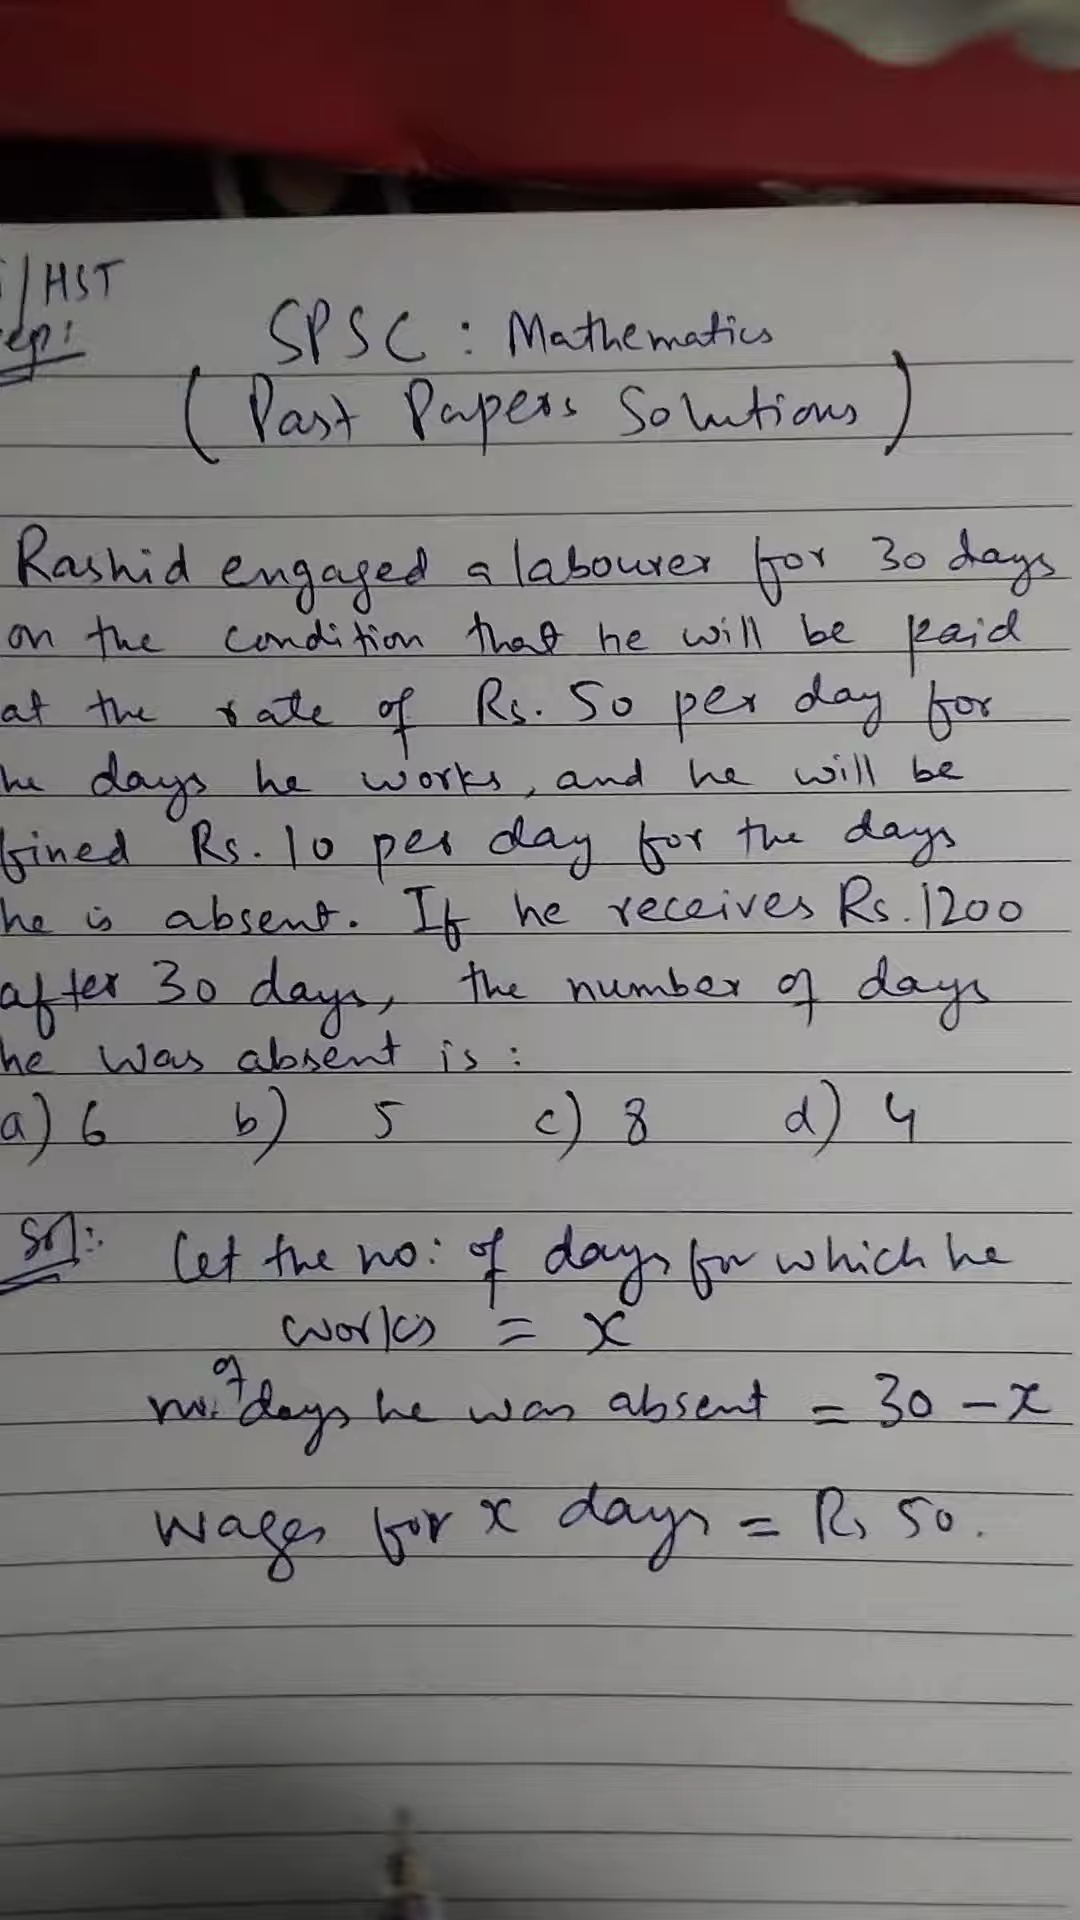 /HST
ep:
SPSC : Mathematics
(Past Papers Solutions)
Rashid engaged a labourer for 30 days
on the condition that he will be paid
at the rate of Rs. 50 per day for
he days he works, and he will be
fined Rs. 10 per day for the days
he is absent. If he receives Rs. 1200
after 30 days, the number of days
he was absent is :
a) 6 b) 5 c) 8 d) 4
Sol: Let the no: of days for which he
works = x
no. of days he was absent = 30 - x
Wages for x days = Rs 50.